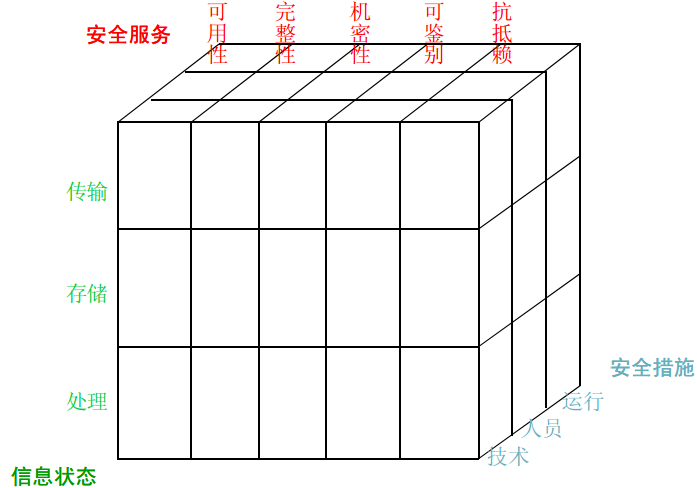 安全服务
可用性
完整性
机密性
可鉴别
抗抵赖
传输
存储
处理
信息状态
安全措施
运行
人员
技术